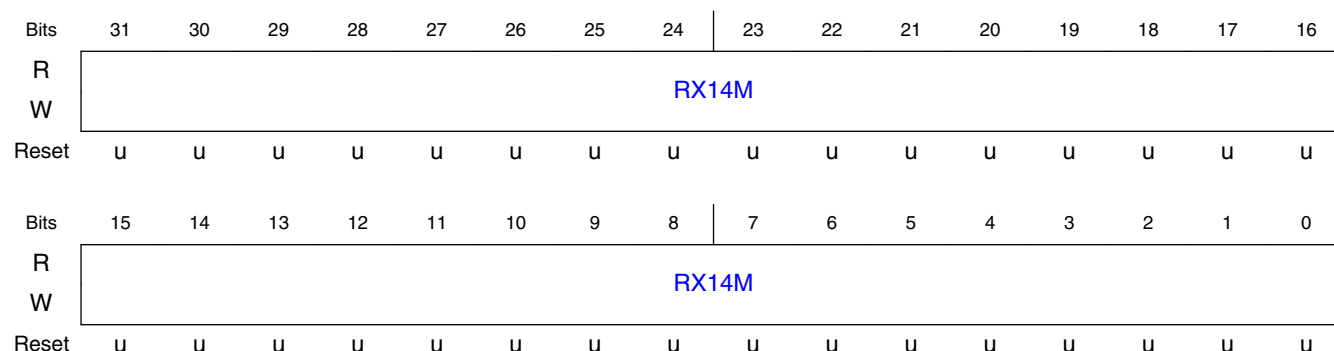 Bits 31 30 29 28 27 26 25 24 23 22 21 20 19 18 17 16
R
RX14M
W
Reset u u u u u u u u u u u u u u u u
Bits 15 14 13 12 11 10 9 8 7 6 5 4 3 2 1 0
R
RX14M
W
Reset u u u u u u u u u u u u u u u u